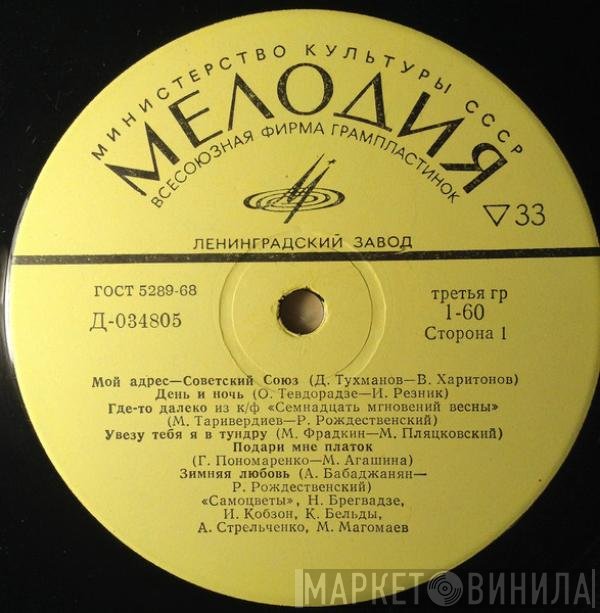 МИНИСТЕРСТВО КУЛЬТУРЫ СССР
МЕЛОДИЯ
ВСЕСОЮЗНАЯ ФИРМА ГРАМПЛАСТИНОК
33
ЛЕНИНГРАДСКИЙ ЗАВОД
ГОСТ 5289-68
третья гр
Д-034805
1-60
Сторона 1
Мой адрес—Советский Союз (Д. Тухманов—В. Харитонов)
День и ночь (О. Тевдорадзе—И. Резник)
Где-то далеко из к/ф «Семнадцать мгновений весны»
(М. Таривердиев—Р. Рождественский)
Увезу тебя я в тундру (М. Фрадкин—М. Пляцковский)
Подари мне платок
(Г. Пономаренко—М. Агашина)
Зимняя любовь (А. Бабаджанян—
Р. Рождественский)
«Самоцветы», Н. Брегвадзе,
И. Кобзон, К. Бельды,
А. Стрельченко, М. Магомаев
МАРКЕТ ВИНИЛА